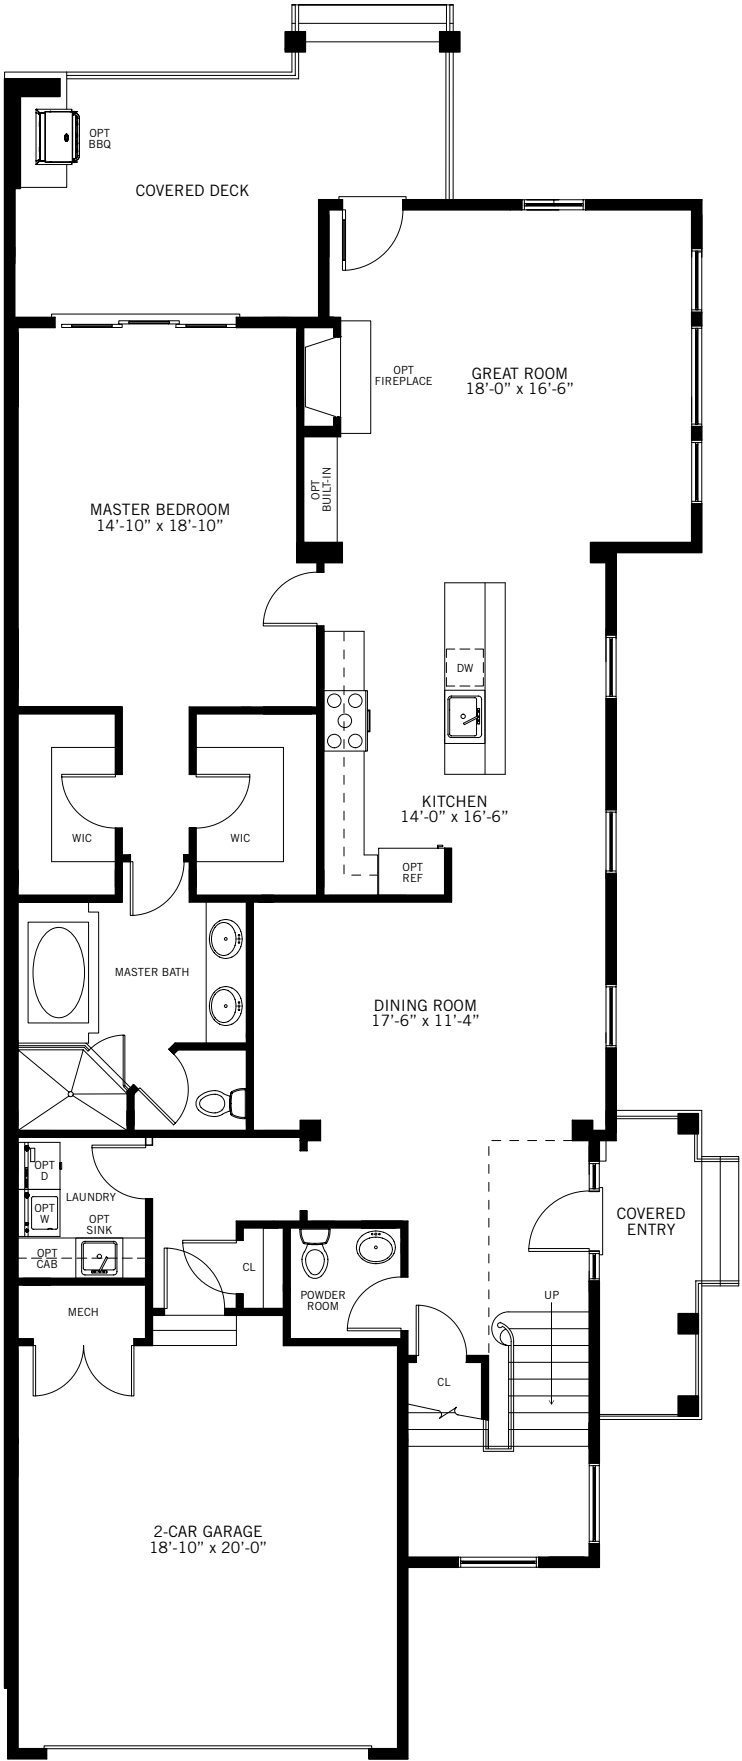 OPT
BBQ
COVERED DECK
OPT
FIREPLACE
GREAT ROOM
18’-0” x 16’-6”
OPT
BUILT-IN
MASTER BEDROOM
14’-10” x 18’-10”
DW
KITCHEN
14’-0” x 16’-6”
WIC
WIC
OPT
REF
MASTER BATH
DINING ROOM
17’-6” x 11’-4”
OPT
D
LAUNDRY
OPT
W
OPT
SINK
OPT
CAB
COVERED
ENTRY
CL
POWDER
ROOM
UP
MECH
CL
2-CAR GARAGE
18’-10” x 20’-0”